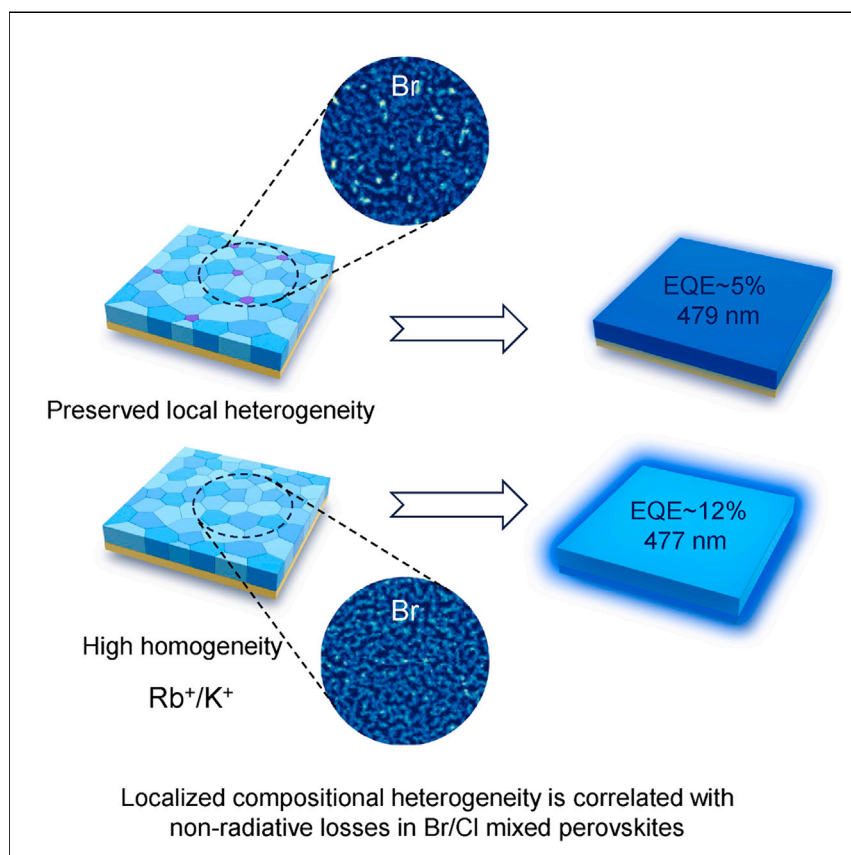 Br
EQE~5%
479 nm
Preserved local heterogeneity
EQE~12%
477 nm
Br
High homogeneity
Rb⁺/K⁺
Localized compositional heterogeneity is correlated with
non-radiative losses in Br/Cl mixed perovskites